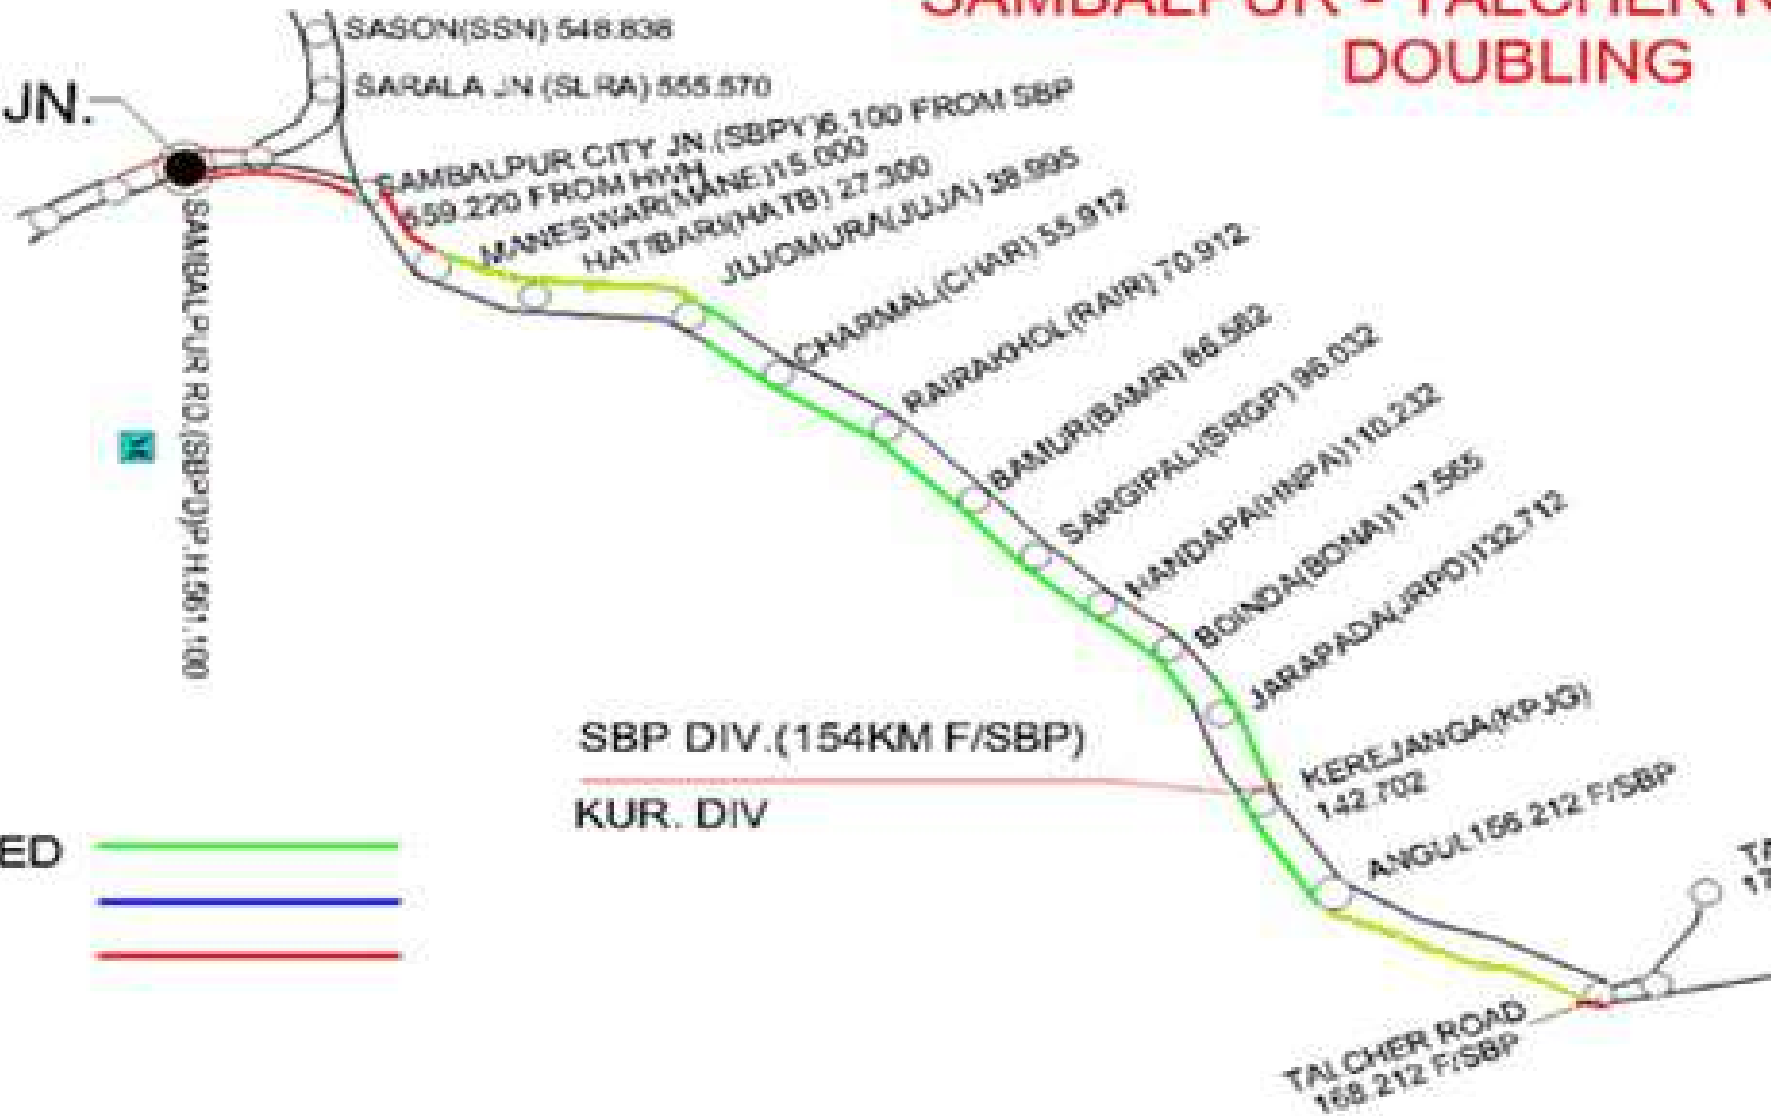 SAMBALPUR - TALCHER R
DOUBLING
SASON(SSN) 548.838
SARALA JN (SLRA) 555.570
JN.
SAMBALPUR CITY JN.(SBPY)6.100 FROM SBP
559.220 FROM HWH
MANESWAR(MANE)15.000
HATIBARI(HATB) 27.300
JUJOMURA(JUJA) 38.995
CHARMAL(CHAR) 55.912
RAIRAKHOL(RAIR) 70.912
BAMUR(BAMR) 86.582
SARGIPALI(SRGP) 96.032
HANDAPA(HNPA)110.232
BOINDA(BONA)117.565
JARAPADA(JRPD)132.712
SAMBALPUR RD.(SBPD)P.H.561.100
SBP DIV.(154KM F/SBP)
KUR. DIV
KEREJANGA(KPJG)
142.702
ANGUL156.212 F/SBP
ED
TALCHER ROAD
168.212 F/SBP